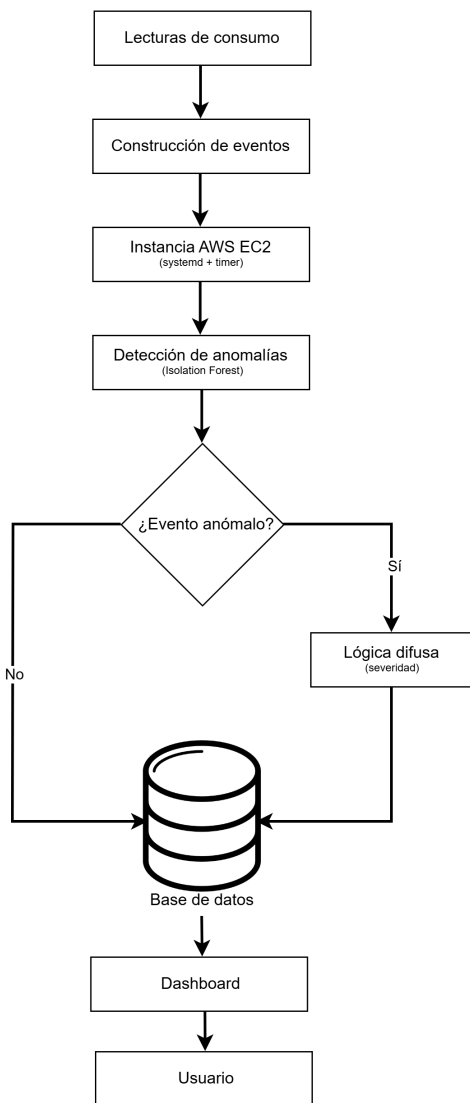 Lecturas de consumo
Construcción de eventos
Instancia AWS EC2
(systemd + timer)
Detección de anomalías
(Isolation Forest)
¿Evento anómalo?
Sí
Lógica difusa
(severidad)
No
Base de datos
Dashboard
Usuario